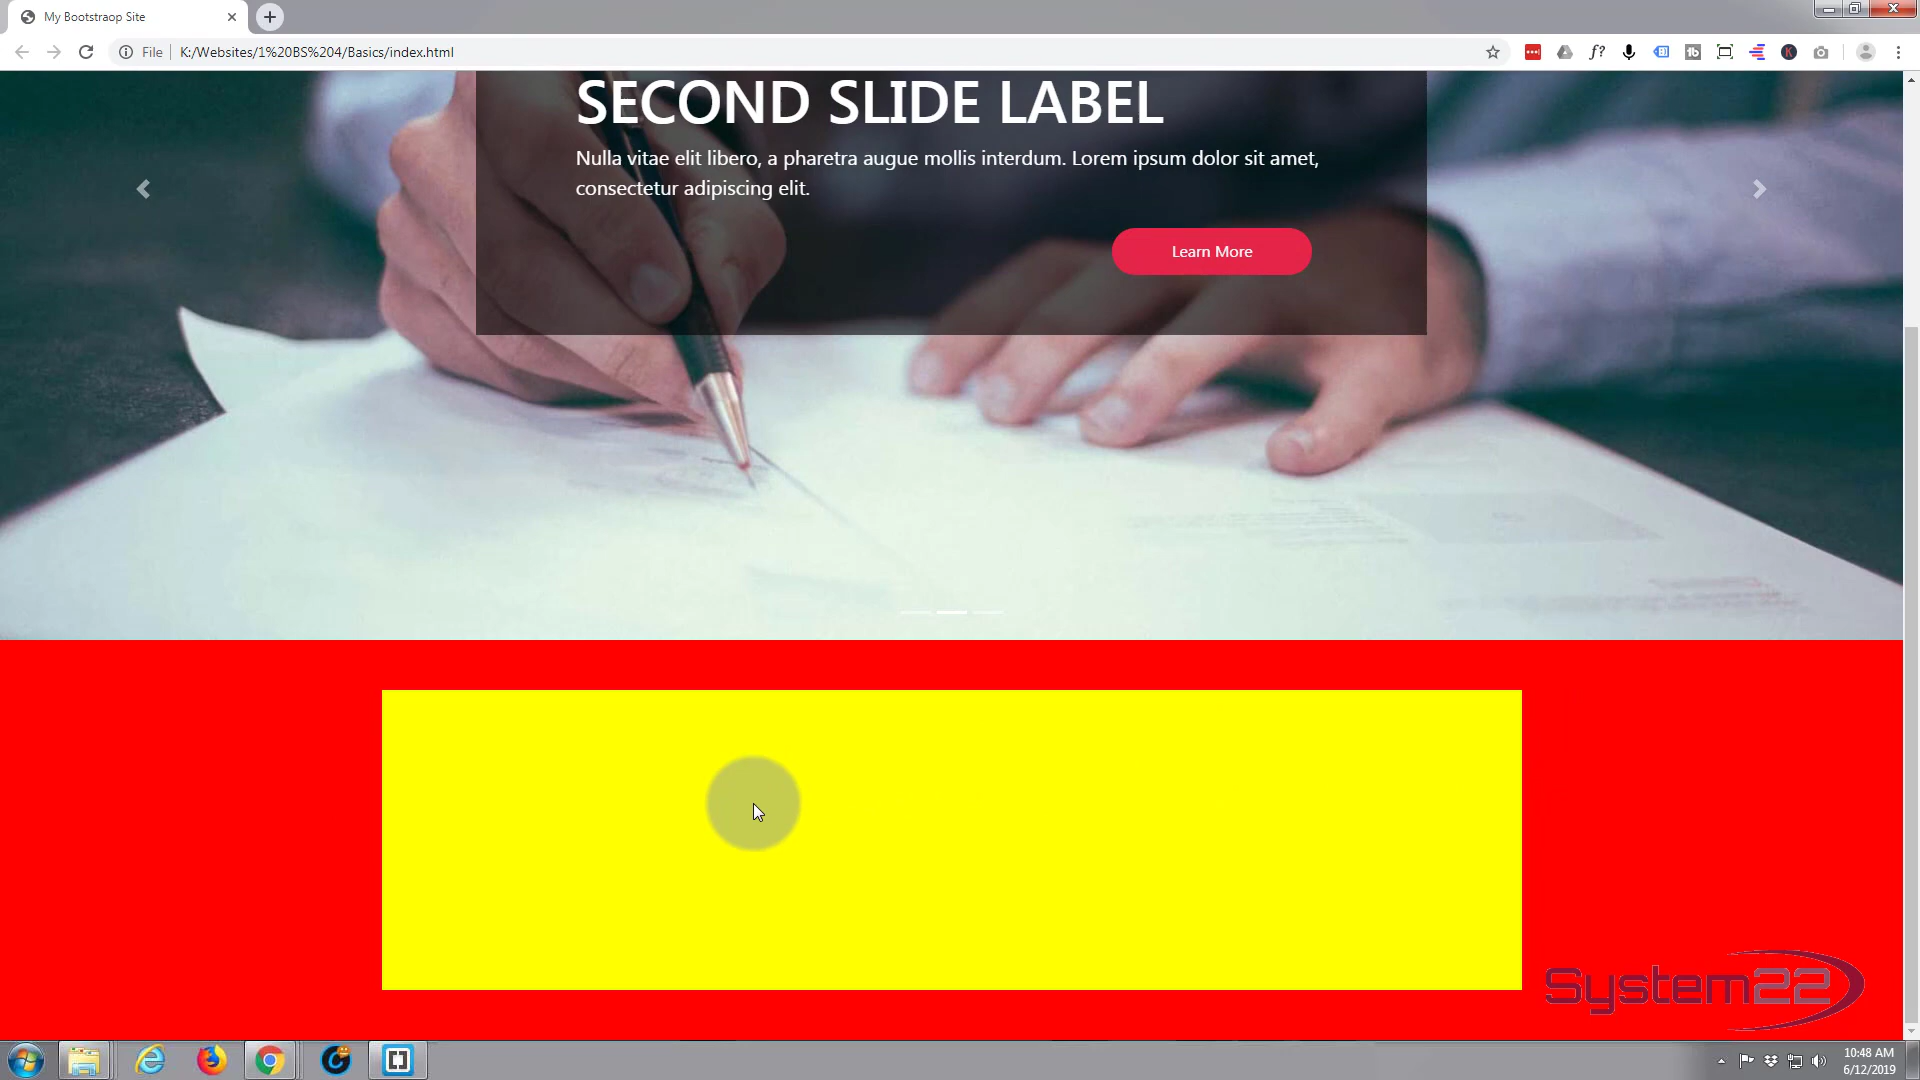 My Bootstraop Site
File
K:/Websites/1%20BS%204/Basics/index.html
SECOND SLIDE LABEL
Nulla vitae elit libero, a pharetra augue mollis interdum. Lorem ipsum dolor sit amet,
consectetur adipiscing elit.
Learn More
System22
10:48 AM
6/12/2019